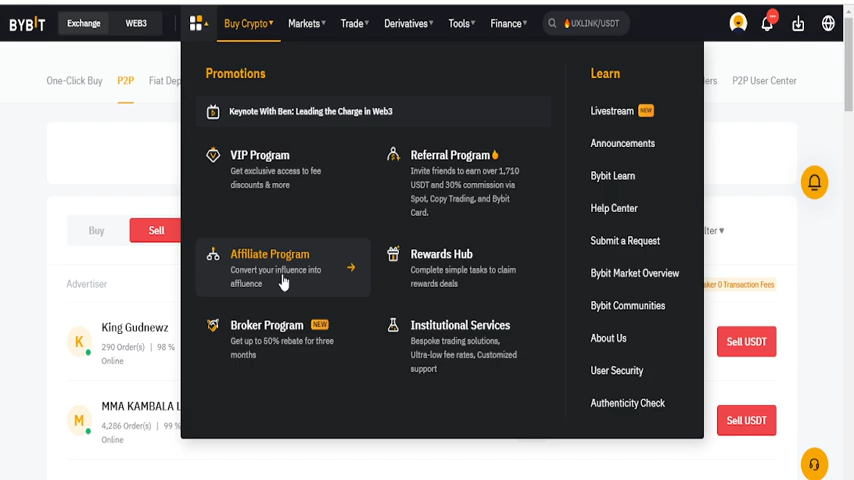 BYBIT Exchange WEB3 Buy Crypto Markets Trade Derivatives Tools Finance UXLINK/USDT
One-Click Buy P2P Fiat Dep
ers P2P User Center
Promotions
Keynote With Ben: Leading the Charge in Web3
VIP Program
Get exclusive access to fee
discounts & more
Referral Program
Invite friends to earn over 1,710
USDT and 30% commission via
Spot, Copy Trading, and Bybit
Card.
Affiliate Program
Convert your influence into
affluence
Rewards Hub
Complete simple tasks to claim
rewards deals
Broker Program NEW
Get up to 50% rebate for three
months
Institutional Services
Bespoke trading solutions,
Ultra-low fee rates, Customized
support
Learn
Livestream NEW
Announcements
Bybit Learn
Help Center
Submit a Request
Bybit Market Overview
Bybit Communities
About Us
User Security
Authenticity Check
Buy Sell
lter
Advertiser
aker 0 Transaction Fees
K King Gudnewz
290 Order(s) | 98 %
Online
Sell USDT
M MMA KAMBALA L
4,286 Order(s) | 99 %
Online
Sell USDT